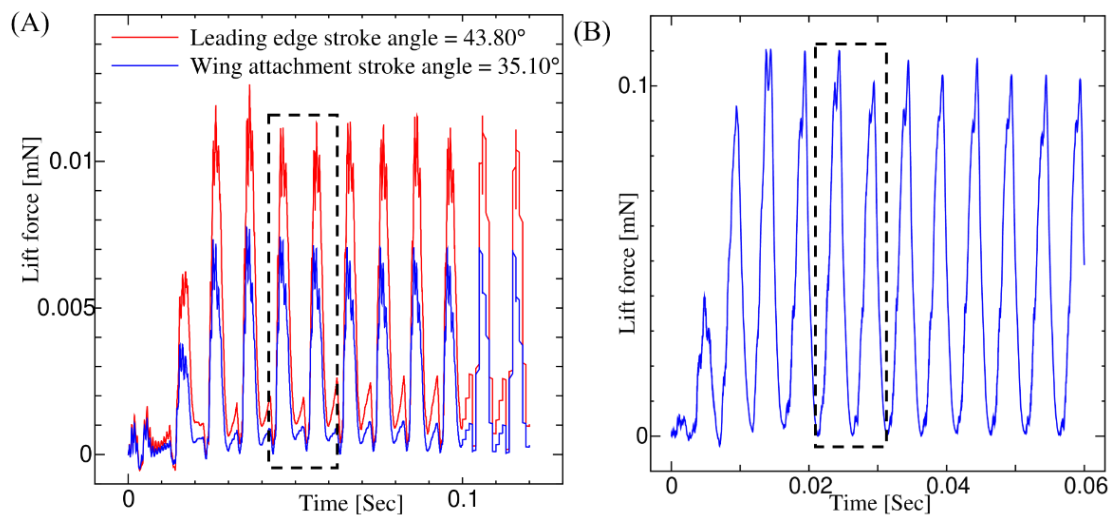 (A)
Leading edge stroke angle = 43.80°
Wing attachment stroke angle = 35.10°
Lift force [mN]
0.01
0.005
0
0
0.1
Time [Sec]
(B)
Lift force [mN]
0.1
0
0
0.02
0.04
0.06
Time [Sec]